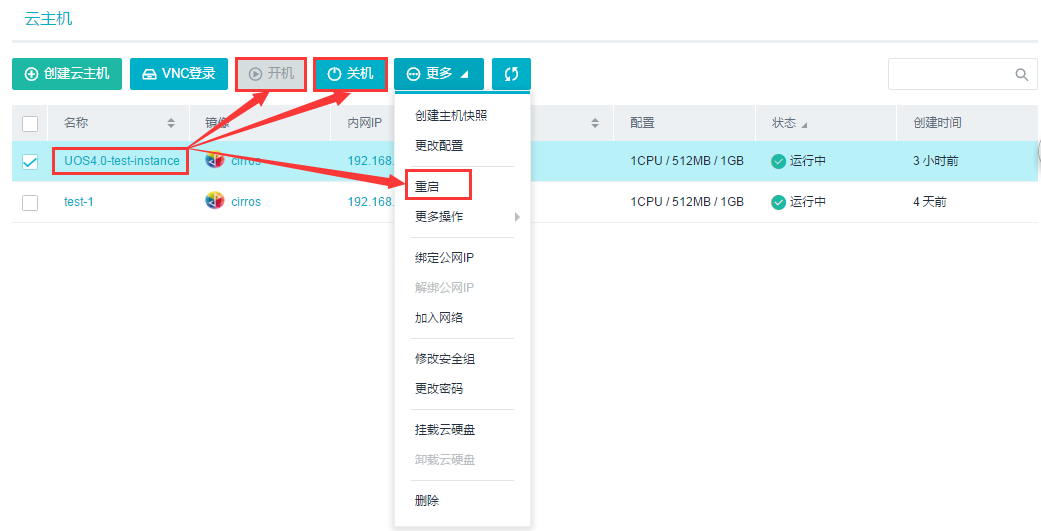 云主机
创建云主机 VNC登录 开机 关机 更多
名称 镜像 内网IP 配置 状态 创建时间
UOS4.0-test-instance cirros 192.168. 1CPU / 512MB / 1GB 运行中 3 小时前
test-1 cirros 192.168. 1CPU / 512MB / 1GB 运行中 4 天前
创建主机快照
更改配置
重启
更多操作
绑定公网IP
解绑公网IP
加入网络
修改安全组
更改密码
挂载云硬盘
卸载云硬盘
删除